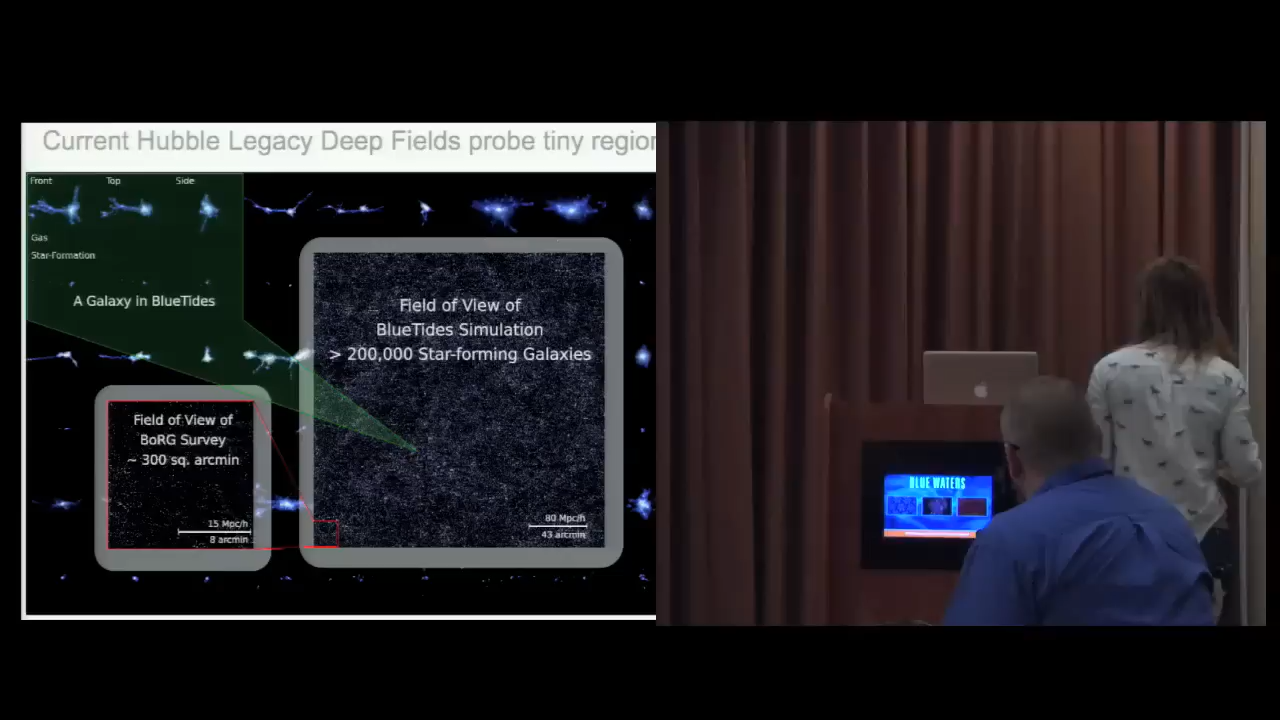 Current Hubble Legacy Deep Fields probe tiny region
Front Top Side
Gas
Star-Formation
A Galaxy in BlueTides
Field of View of
BlueTides Simulation
> 200,000 Star-forming Galaxies
80 Mpc/h
43 arcmin
Field of View of
BoRG Survey
~ 300 sq. arcmin
15 Mpc/h
8 arcmin
BLUE WATERS